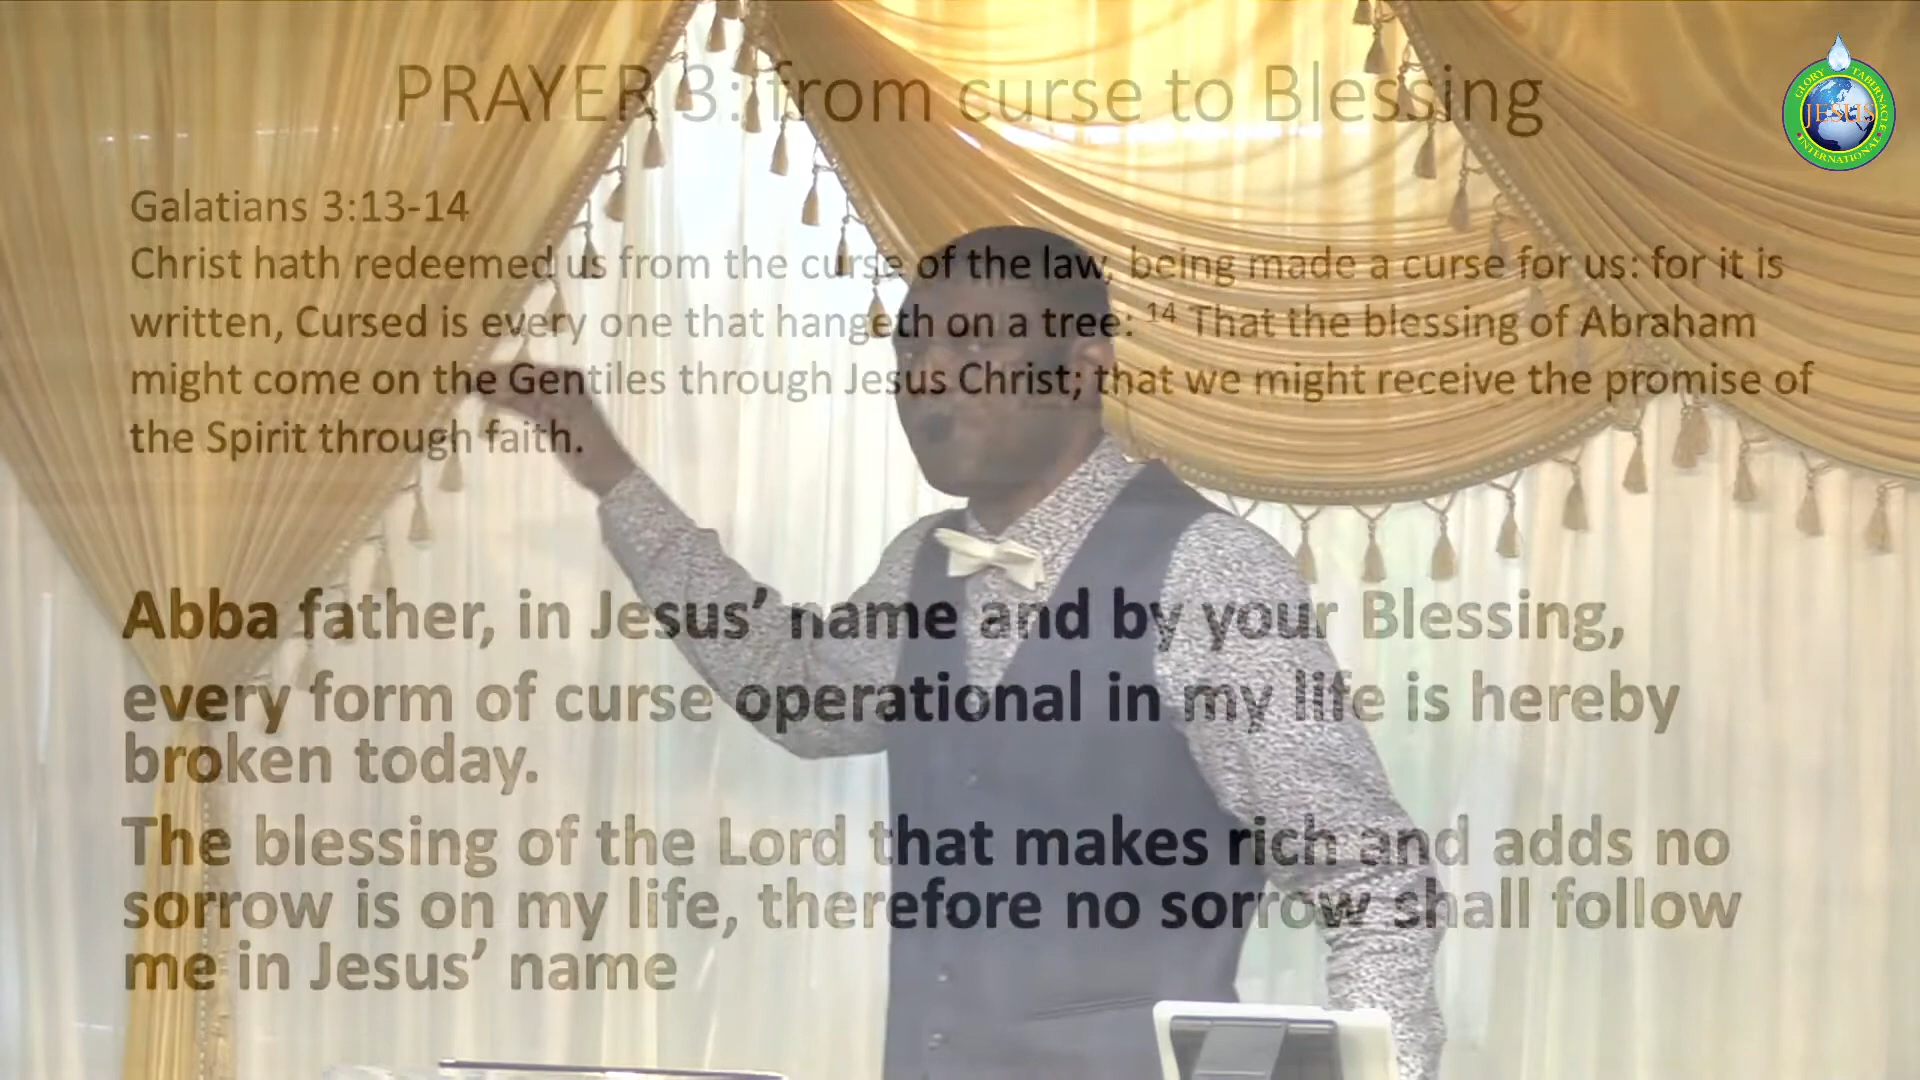 PRAYER 3: from curse to Blessing
Galatians 3:13-14
Christ hath redeemed us from the curse of the law, being made a curse for us: for it is
written, Cursed is every one that hangeth on a tree: ¹⁴ That the blessing of Abraham
might come on the Gentiles through Jesus Christ; that we might receive the promise of
the Spirit through faith.
Abba father, in Jesus’ name and by your Blessing,
every form of curse operational in my life is hereby
broken today.
The blessing of the Lord that makes rich and adds no
sorrow is on my life, therefore no sorrow shall follow
me in Jesus’ name
GLORY TABERNACLE
JESUS
INTERNATIONAL